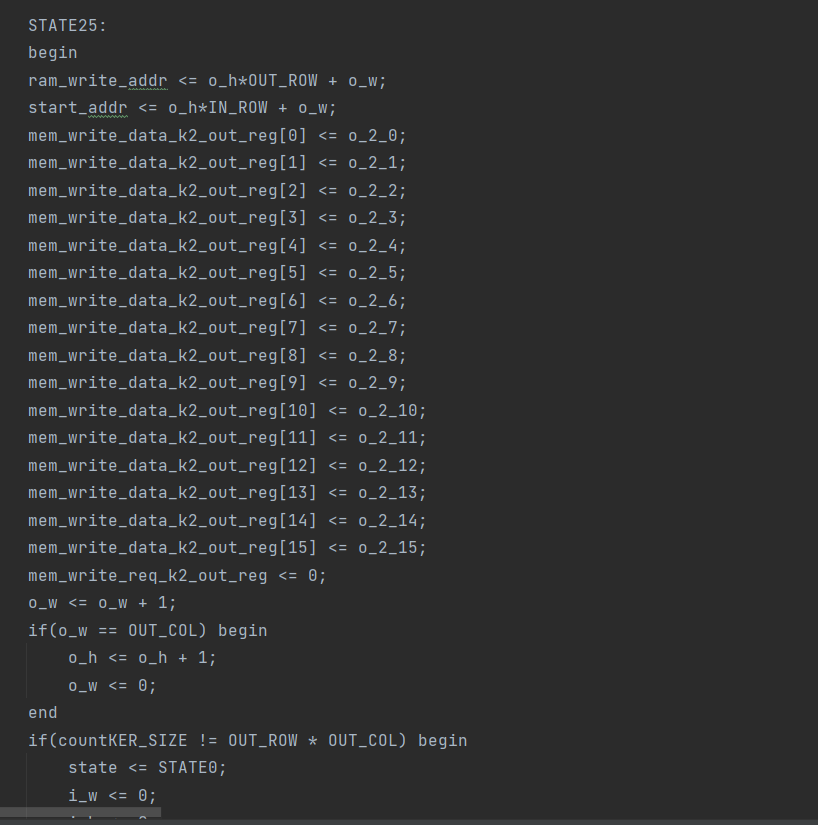 STATE25:
begin
ram_write_addr <= o_h*OUT_ROW + o_w;
start_addr <= o_h*IN_ROW + o_w;
mem_write_data_k2_out_reg[0] <= o_2_0;
mem_write_data_k2_out_reg[1] <= o_2_1;
mem_write_data_k2_out_reg[2] <= o_2_2;
mem_write_data_k2_out_reg[3] <= o_2_3;
mem_write_data_k2_out_reg[4] <= o_2_4;
mem_write_data_k2_out_reg[5] <= o_2_5;
mem_write_data_k2_out_reg[6] <= o_2_6;
mem_write_data_k2_out_reg[7] <= o_2_7;
mem_write_data_k2_out_reg[8] <= o_2_8;
mem_write_data_k2_out_reg[9] <= o_2_9;
mem_write_data_k2_out_reg[10] <= o_2_10;
mem_write_data_k2_out_reg[11] <= o_2_11;
mem_write_data_k2_out_reg[12] <= o_2_12;
mem_write_data_k2_out_reg[13] <= o_2_13;
mem_write_data_k2_out_reg[14] <= o_2_14;
mem_write_data_k2_out_reg[15] <= o_2_15;
mem_write_req_k2_out_reg <= 0;
o_w <= o_w + 1;
if(o_w == OUT_COL) begin
    o_h <= o_h + 1;
    o_w <= 0;
end
if(countKER_SIZE != OUT_ROW * OUT_COL) begin
    state <= STATE0;
    i_w <= 0;